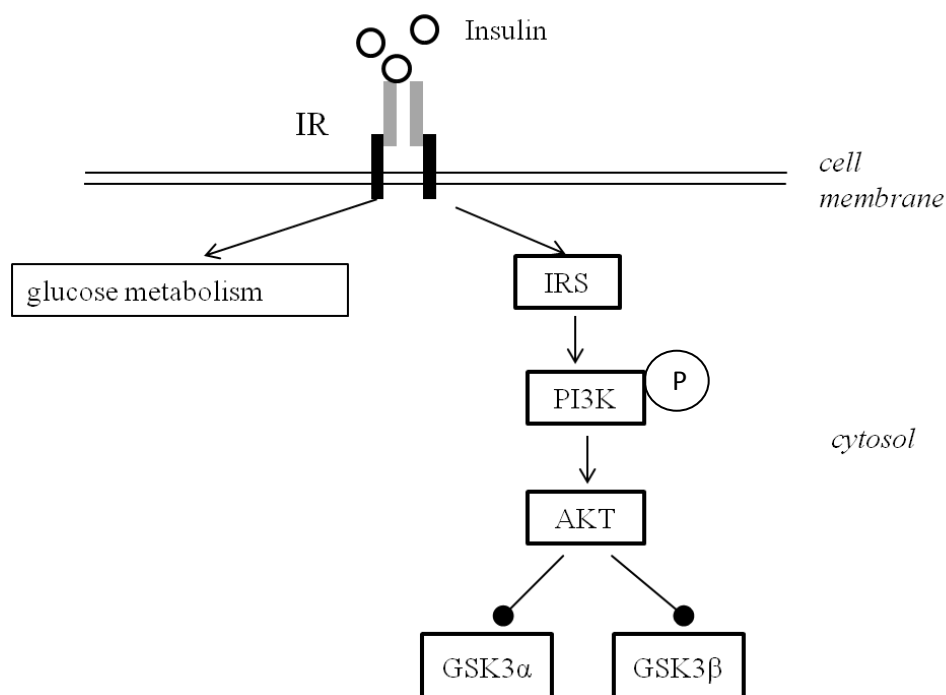 Insulin
IR
cell
membrane
glucose metabolism
IRS
PI3K
P
cytosol
AKT
GSK3α
GSK3β